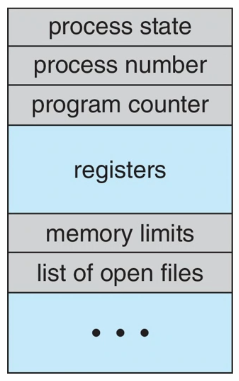 process state
process number
program counter
registers
memory limits
list of open files
• • •